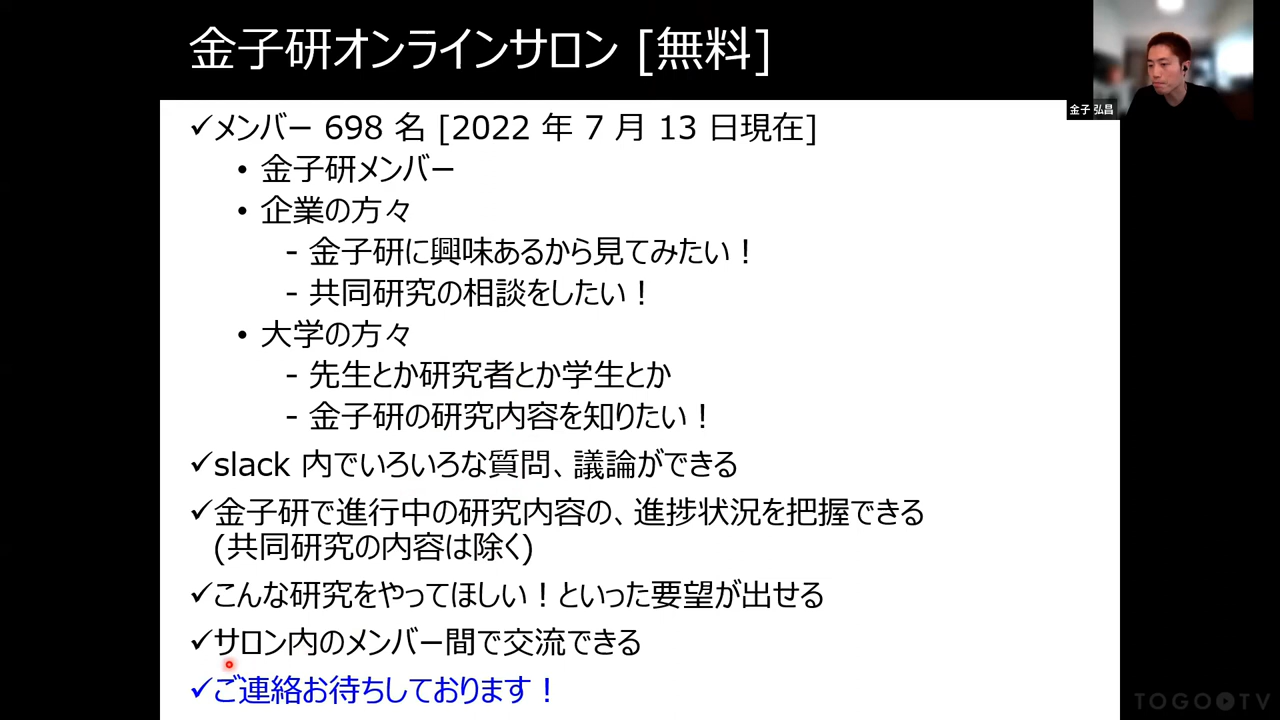 金子研オンラインサロン [無料]
金子 弘昌
✓メンバー 698 名 [2022 年 7 月 13 日現在]
• 金子研メンバー
• 企業の方々
- 金子研に興味あるから見てみたい！
- 共同研究の相談をしたい！
• 大学の方々
- 先生とか研究者とか学生とか
- 金子研の研究内容を知りたい！
✓slack 内でいろいろな質問、議論ができる
✓金子研で進行中の研究内容の、進捗状況を把握できる
(共同研究の内容は除く)
✓こんな研究をやってほしい！といった要望が出せる
✓サロン内のメンバー間で交流できる
✓ご連絡お待ちしております！
TOGOTV